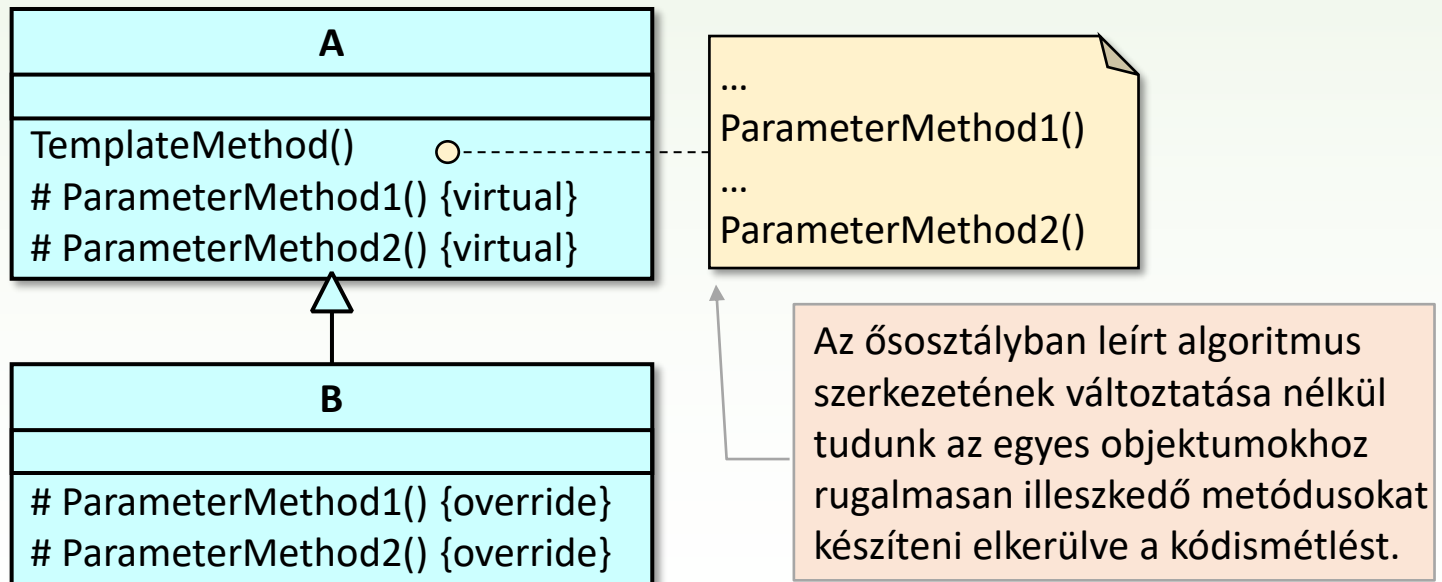 A
TemplateMethod()
# ParameterMethod1() {virtual}
# ParameterMethod2() {virtual}
...
ParameterMethod1()
...
ParameterMethod2()
B
# ParameterMethod1() {override}
# ParameterMethod2() {override}
Az ősosztályban leírt algoritmus
szerkezetének változtatása nélkül
tudunk az egyes objektumokhoz
rugalmasan illeszkedő metódusokat
készíteni elkerülve a kódismétlést.